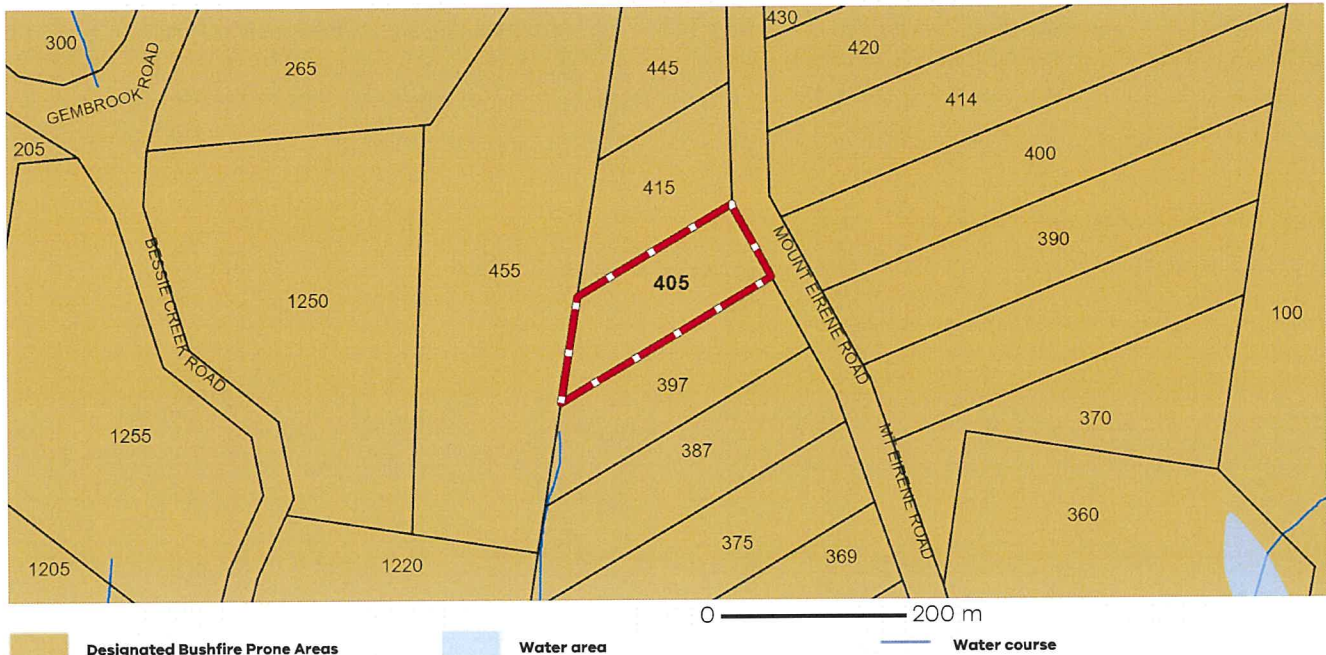 300
GEMBROOK ROAD
265
205
445
430
420
414
400
415
390
405
455
1250
BESSIE CREEK ROAD
MOUNT EIRENE ROAD
100
397
1255
387
370
MT EIRENE ROAD
360
375
369
1205
1220
0 200 m
Designated Bushfire Prone Areas
Water area
Water course